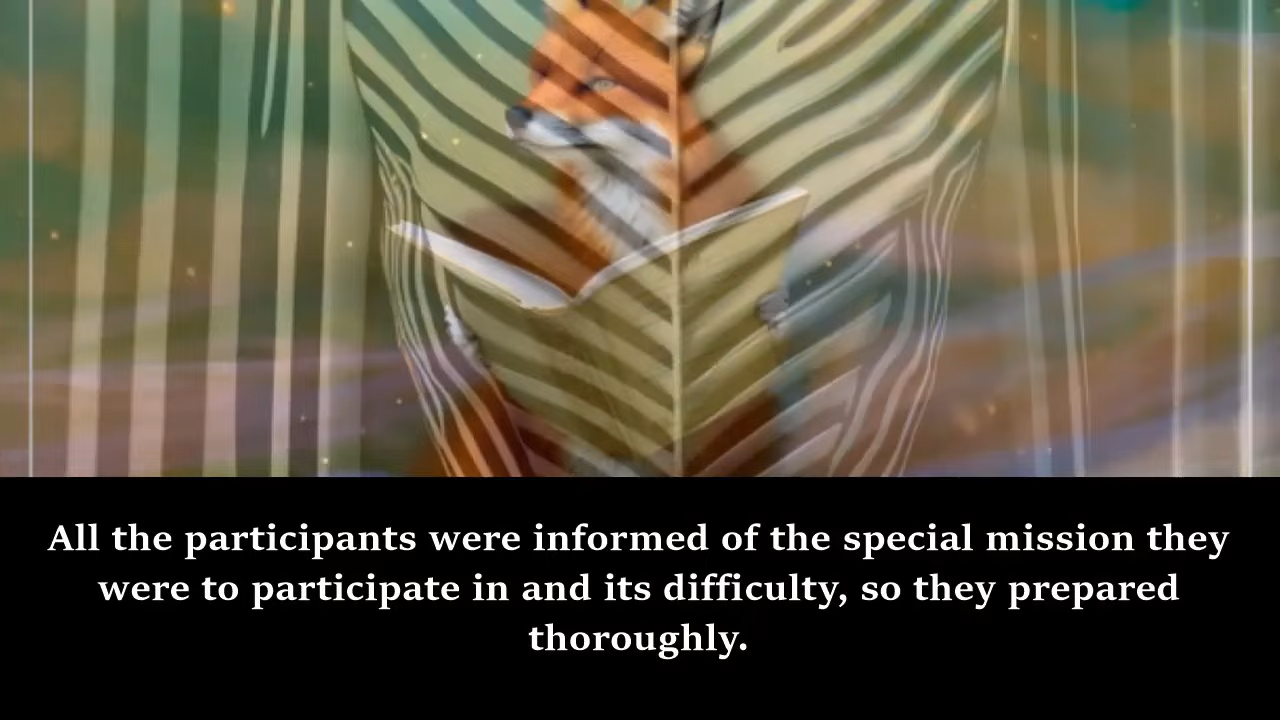 All the participants were informed of the special mission they
were to participate in and its difficulty, so they prepared
thoroughly.